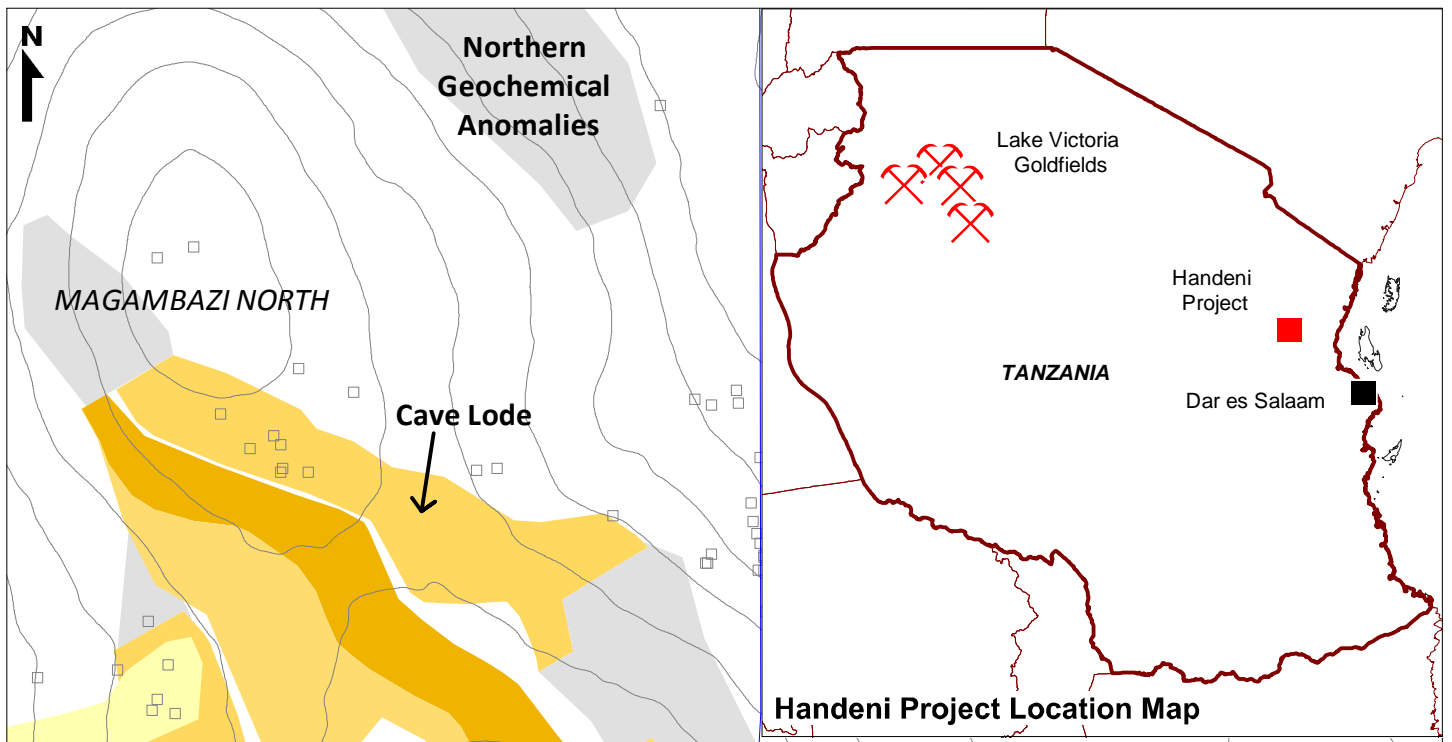 N
Northern
Geochemical
Anomalies
MAGAMBAZI NORTH
Cave Lode
Lake Victoria
Goldfields
Handeni
Project
TANZANIA
Dar es Salaam
Handeni Project Location Map